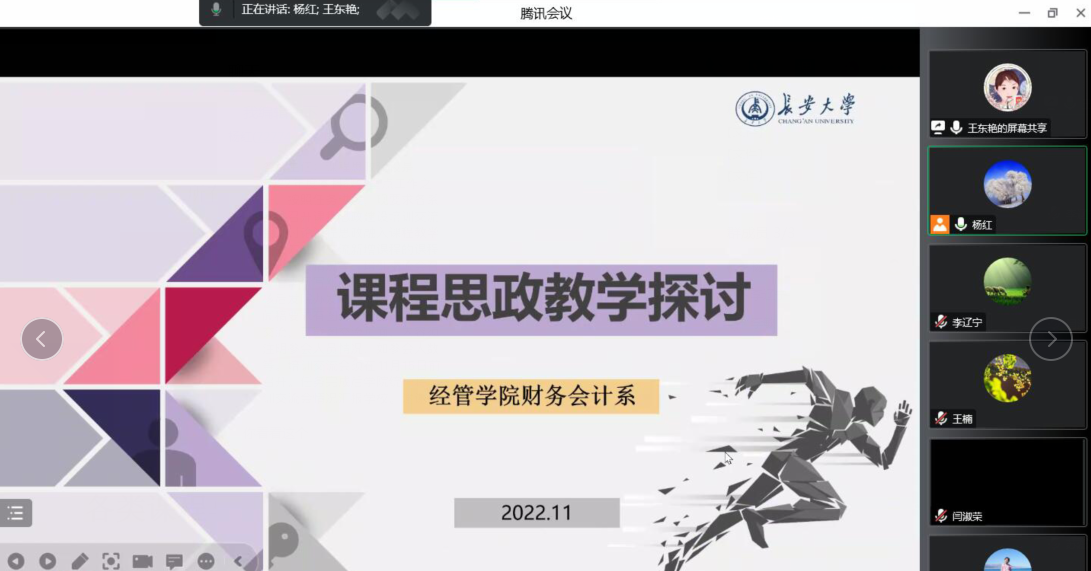 正在讲话: 杨红; 王东艳;
腾讯会议
长安大学
CHANG'AN UNIVERSITY
课程思政教学探讨
经管学院财务会计系
2022.11
王东艳的屏幕共享
杨红
李辽宁
王楠
闫淑荣